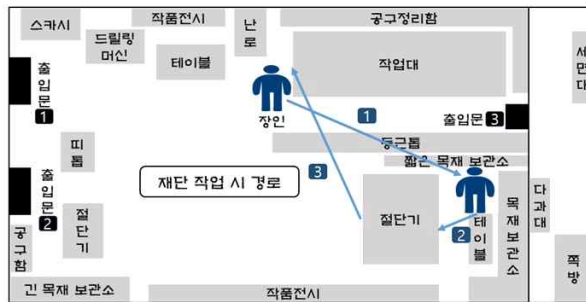 스카시
작품전시
난로
공구정리함
드릴링
머신
테이블
작업대
세면대
출입문
1
장인
1
출입문 3
둥근톱
띠톱
짧은 목재 보관소
재단 작업 시 경로
3
출입문
2
절단기
절단기
2
테이블
목재보관소
다과대
공구함
쪽방
긴 목재 보관소
작품전시